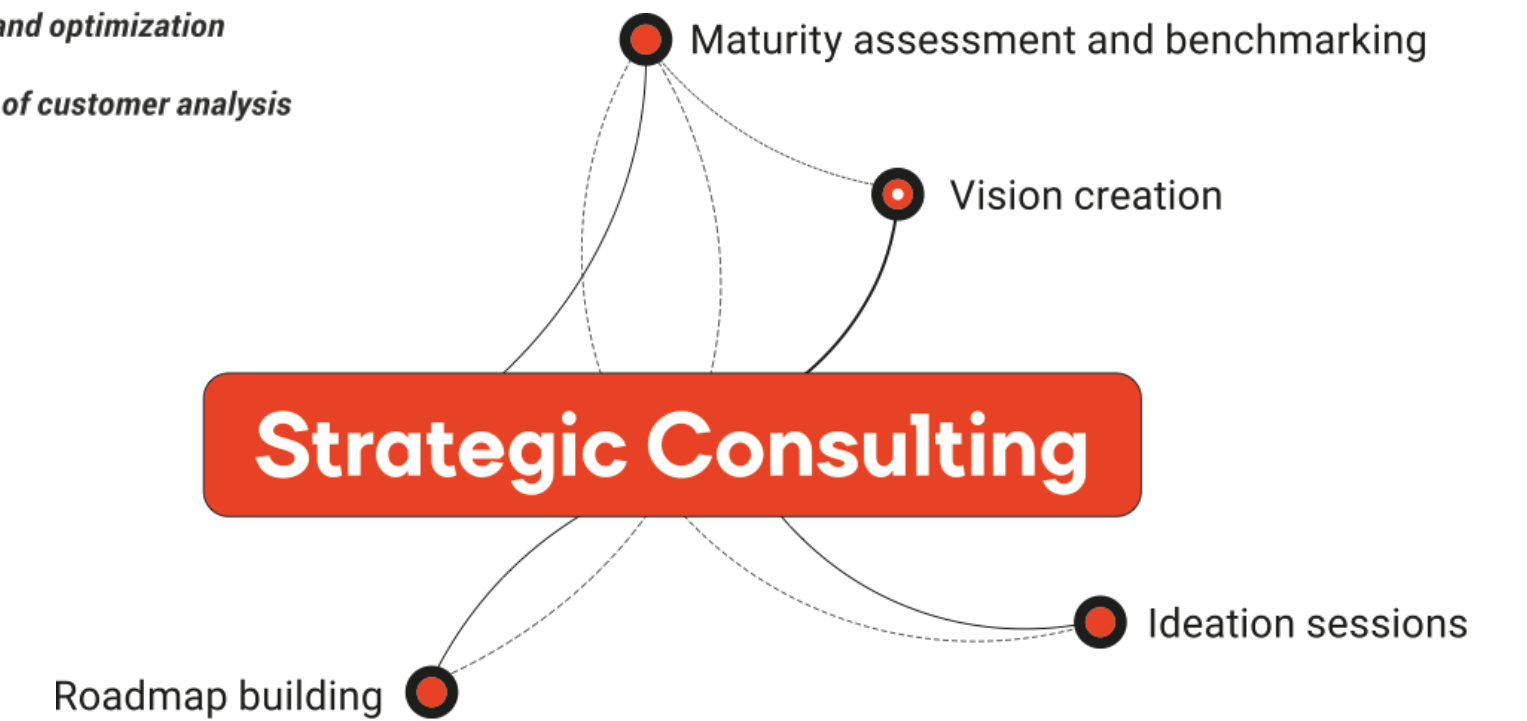 and optimization
Maturity assessment and benchmarking
of customer analysis
Vision creation
Strategic Consulting
Ideation sessions
Roadmap building